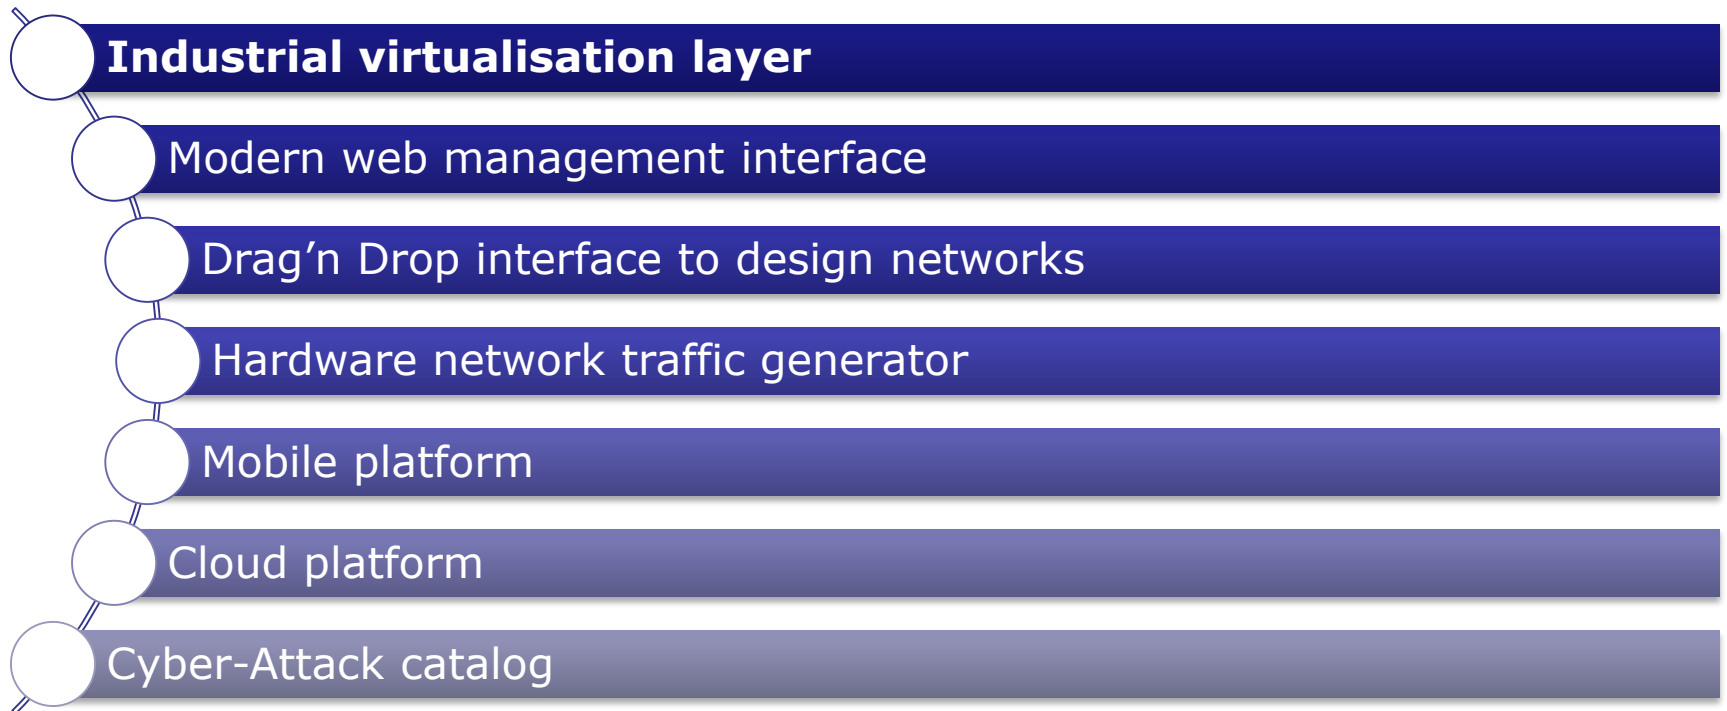 Industrial virtualisation layer
Modern web management interface
Drag’n Drop interface to design networks
Hardware network traffic generator
Mobile platform
Cloud platform
Cyber-Attack catalog